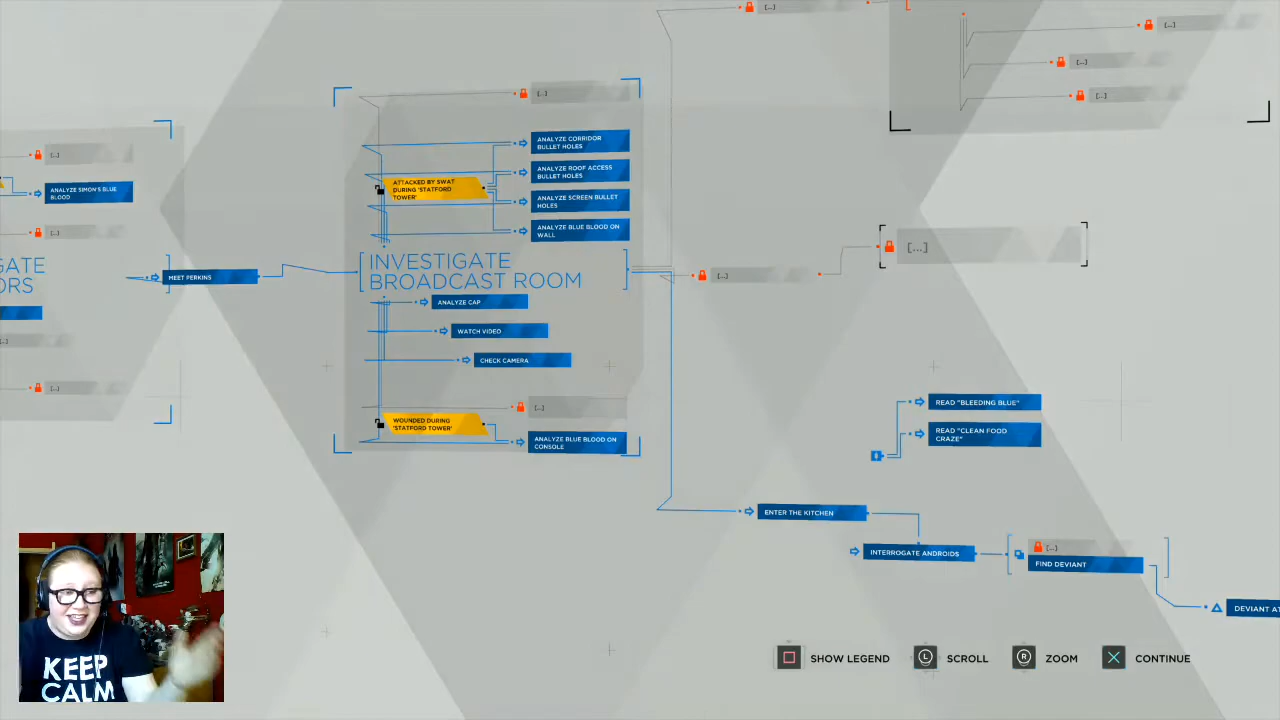 [...]
[...]
[...]
[...]
[...]
[...]
ANALYZE SIMON'S BLUE
BLOOD
[...]
GATE
ORS
[...]
[...]
MEET PERKINS
[...]
ANALYZE CORRIDOR
BULLET HOLES
ANALYZE ROOF ACCESS
BULLET HOLES
ATTACKED BY SWAT
DURING 'STATFORD
TOWER'
ANALYZE SCREEN BULLET
HOLES
ANALYZE BLUE BLOOD ON
WALL
INVESTIGATE
BROADCAST ROOM
ANALYZE CAP
WATCH VIDEO
CHECK CAMERA
[...]
WOUNDED DURING
'STATFORD TOWER'
ANALYZE BLUE BLOOD ON
CONSOLE
[...]
[...]
READ "BLEEDING BLUE"
READ "CLEAN FOOD
CRAZE"
ENTER THE KITCHEN
INTERROGATE ANDROIDS
[...]
FIND DEVIANT
DEVIANT AT
SHOW LEGEND
L
SCROLL
R
ZOOM
CONTINUE
KEEP
CALM